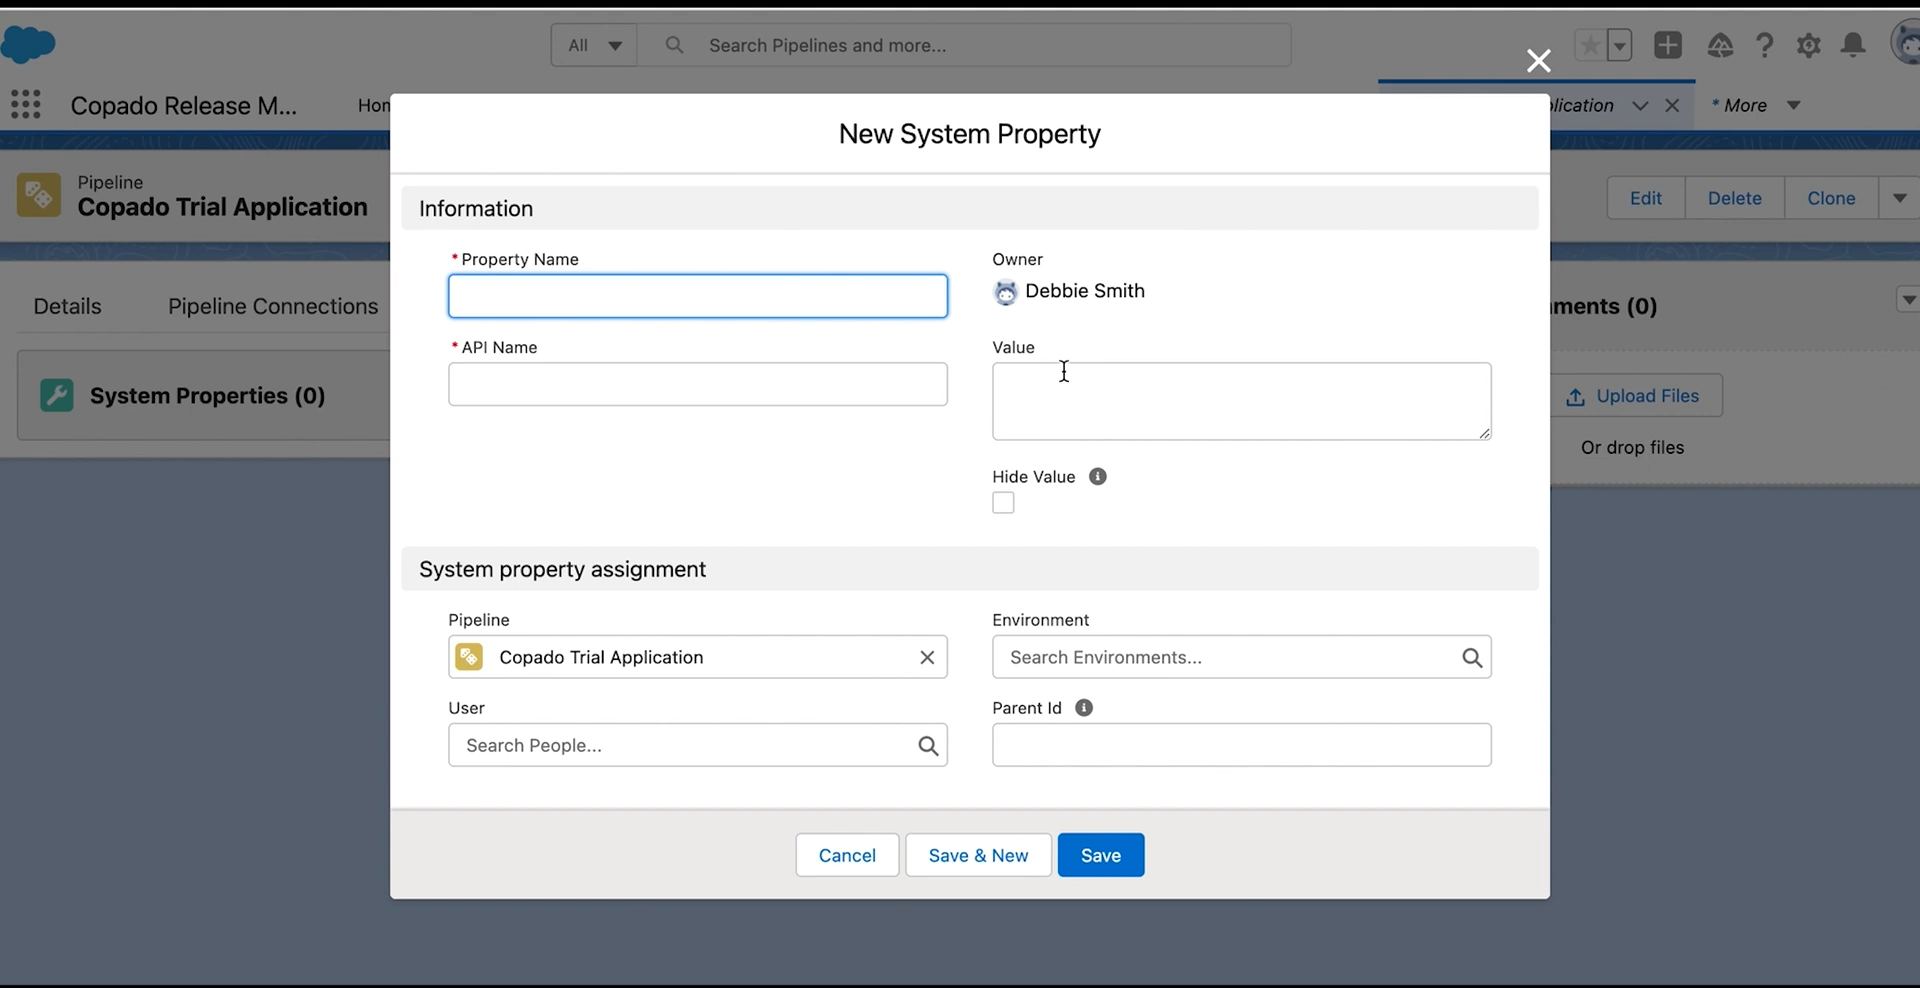 All
Search Pipelines and more...
Copado Release M...
Hom
plication
* More
Pipeline
Copado Trial Application
Edit
Delete
Clone
Details
Pipeline Connections
System Properties (0)
ments (0)
Upload Files
Or drop files
New System Property
Information
* Property Name
Owner
Debbie Smith
* API Name
Value
Hide Value
System property assignment
Pipeline
Environment
Copado Trial Application
Search Environments...
User
Parent Id
Search People...
Cancel
Save & New
Save